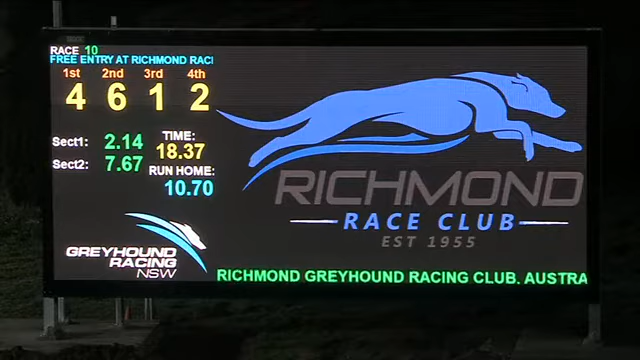 RACE 10
FREE ENTRY AT RICHMOND RACI
1st 2nd 3rd 4th
4 6 1 2
Sect1: 2.14
Sect2: 7.67
TIME:
18.37
RUN HOME:
10.70
RICHMOND
RACE CLUB
EST 1955
GREYHOUND
RACING
NSW
RICHMOND GREYHOUND RACING CLUB, AUSTRA